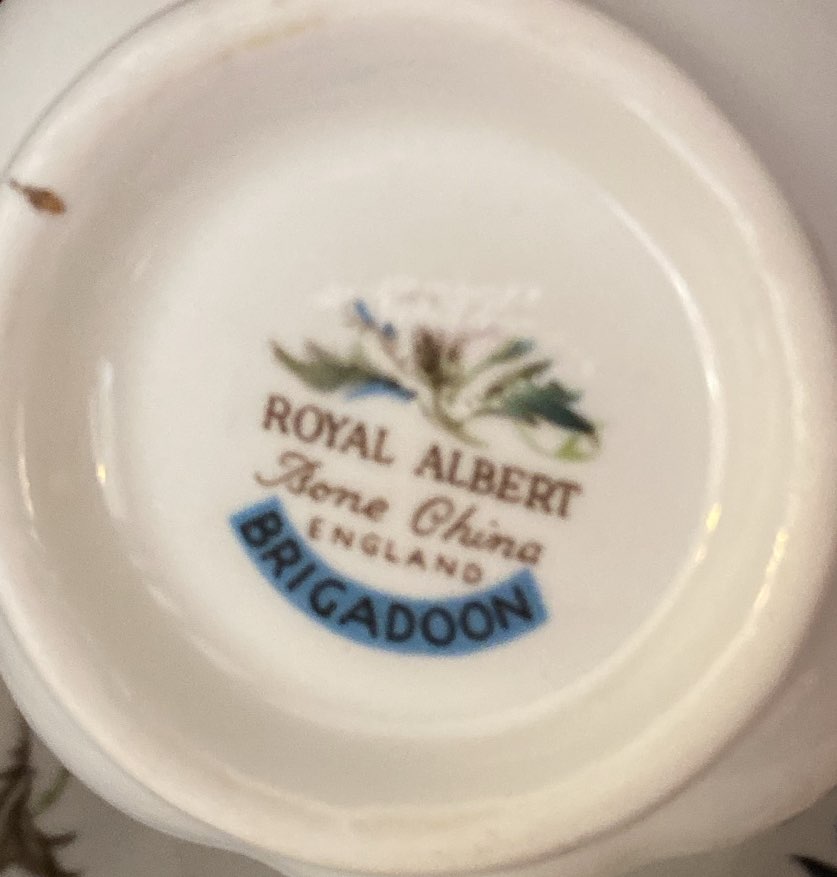 ROYAL ALBERT
Bone China
ENGLAND
BRIGADOON